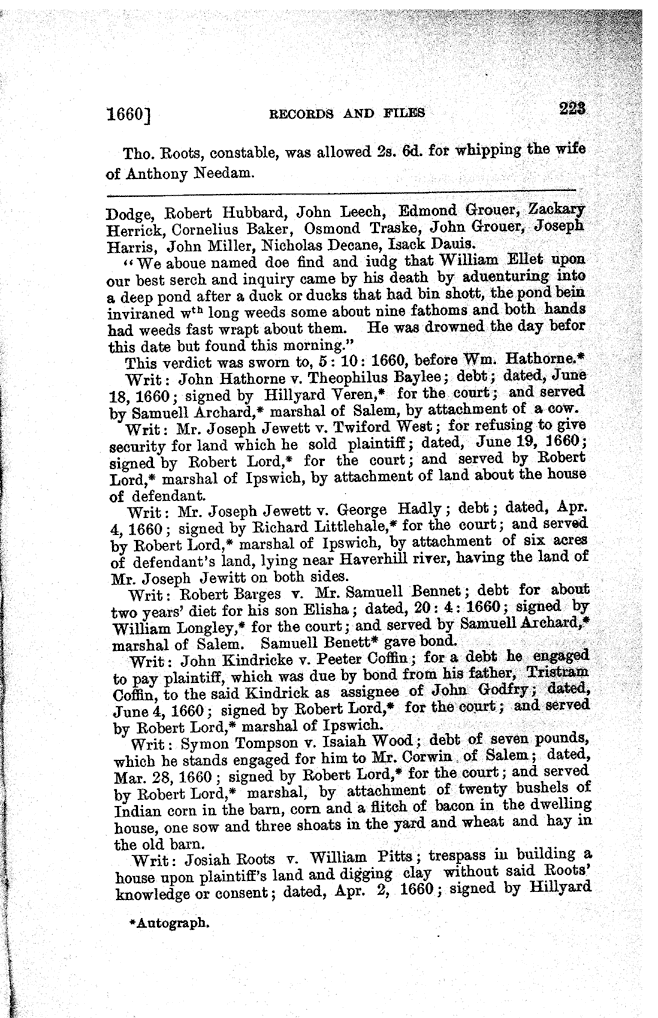 1660] RECORDS AND FILES 223
Tho. Roots, constable, was allowed 2s. 6d. for whipping the wife
of Anthony Needam.
Dodge, Robert Hubbard, John Leech, Edmond Grouer, Zackary
Herrick, Cornelius Baker, Osmond Traske, John Grouer, Joseph
Harris, John Miller, Nicholas Decane, Isack Dauis.
"We aboue named doe find and iudg that William Ellet upon
our best serch and inquiry came by his death by aduenturing into
a deep pond after a duck or ducks that had bin shott, the pond bein
inviraned wth long weeds some about nine fathoms and both hands
had weeds fast wrapt about them. He was drowned the day befor
this date but found this morning."
This verdict was sworn to, 5 : 10 : 1660, before Wm. Hathorne.*
Writ: John Hathorne v. Theophilus Baylee; debt; dated, June
18, 1660; signed by Hillyard Veren,* for the court; and served
by Samuell Archard,* marshal of Salem, by attachment of a cow.
Writ: Mr. Joseph Jewett v. Twiford West; for refusing to give
security for land which he sold plaintiff; dated, June 19, 1660;
signed by Robert Lord,* for the court; and served by Robert
Lord,* marshal of Ipswich, by attachment of land about the house
of defendant.
Writ: Mr. Joseph Jewett v. George Hadly; debt; dated, Apr.
4, 1660; signed by Richard Littlehale,* for the court; and served
by Robert Lord,* marshal of Ipswich, by attachment of six acres
of defendant's land, lying near Haverhill river, having the land of
Mr. Joseph Jewitt on both sides.
Writ: Robert Barges v. Mr. Samuell Bennet; debt for about
two years' diet for his son Elisha; dated, 20 : 4 : 1660; signed by
William Longley,* for the court; and served by Samuell Archard,*
marshal of Salem. Samuell Benett* gave bond.
Writ: John Kindricke v. Peeter Coffin; for a debt he engaged
to pay plaintiff, which was due by bond from his father, Tristram
Coffin, to the said Kindrick as assignee of John Godfry; dated,
June 4, 1660; signed by Robert Lord,* for the court; and served
by Robert Lord,* marshal of Ipswich.
Writ: Symon Tompson v. Isaiah Wood; debt of seven pounds,
which he stands engaged for him to Mr. Corwin of Salem; dated,
Mar. 28, 1660; signed by Robert Lord,* for the court; and served
by Robert Lord,* marshal, by attachment of twenty bushels of
Indian corn in the barn, corn and a flitch of bacon in the dwelling
house, one sow and three shoats in the yard and wheat and hay in
the old barn.
Writ: Josiah Roots v. William Pitts; trespass in building a
house upon plaintiff's land and digging clay without said Roots'
knowledge or consent; dated, Apr. 2, 1660; signed by Hillyard
*Autograph.